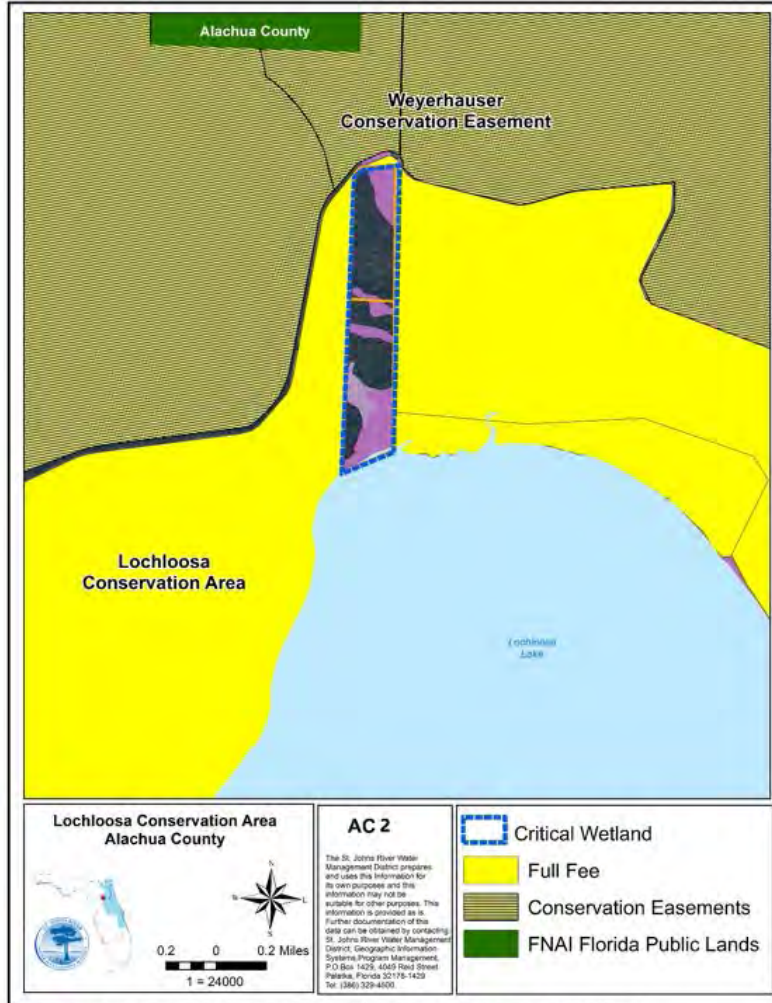 Alachua County
Weyerhauser
Conservation Easement
Lochloosa
Conservation Area
Lochloosa
Lake
Lochloosa Conservation Area
Alachua County
N
S
0.2 0 0.2 Miles
1 = 24000
AC 2
The St. Johns River Water
Management District prepares
and uses this information for
its own purposes and this
information may not be
suitable for other purposes. This
information is provided as is.
Further documentation of this
data can be obtained by contacting:
St. Johns River Water Management
District, Geographic Information
Systems, Program Management,
P.O.Box 1429, 4049 Reid Street
Palatka, Florida 32178-1429
Tel: (386) 329-4500.
Critical Wetland
Full Fee
Conservation Easements
FNAI Florida Public Lands